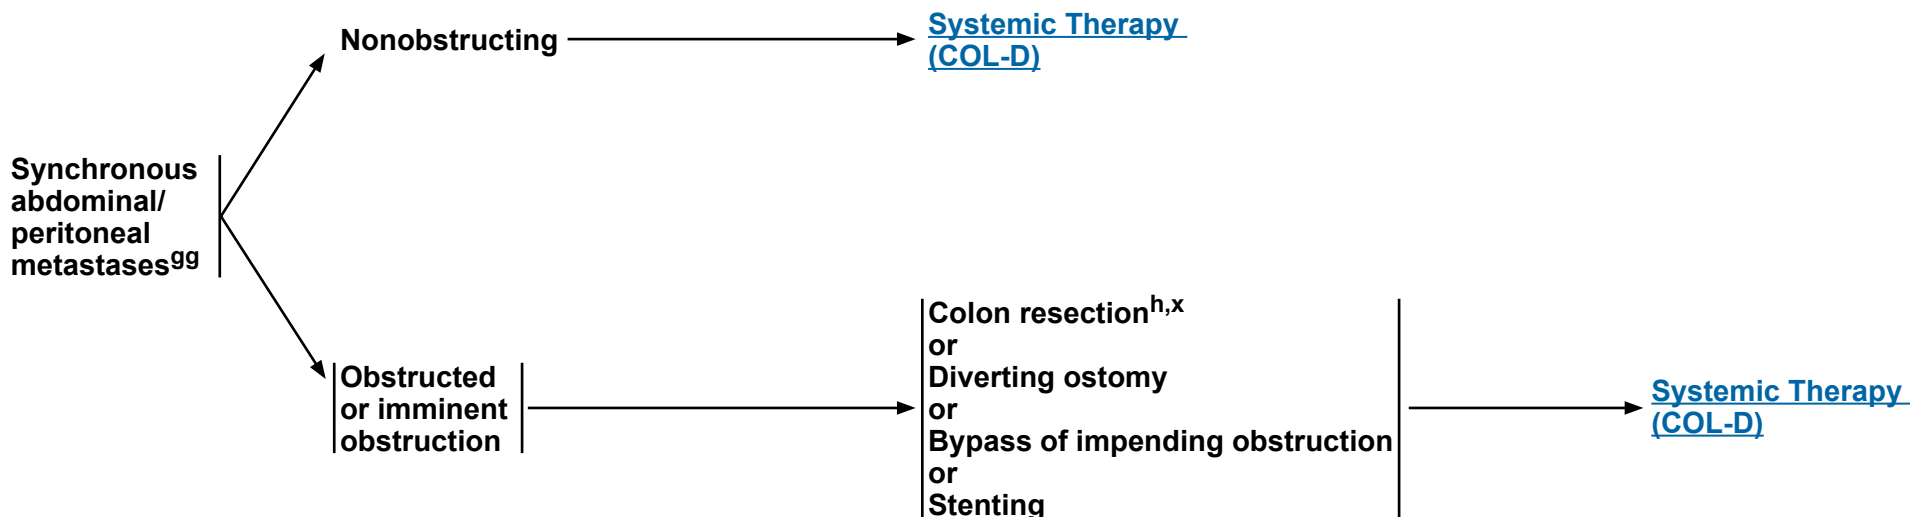 Nonobstructing
Systemic Therapy
(COL-D)
Synchronous
abdominal/
peritoneal
metastasesgg
Obstructed
or imminent
obstruction
Colon resectionh,x
or
Diverting ostomy
or
Bypass of impending obstruction
or
Stenting
Systemic Therapy
(COL-D)